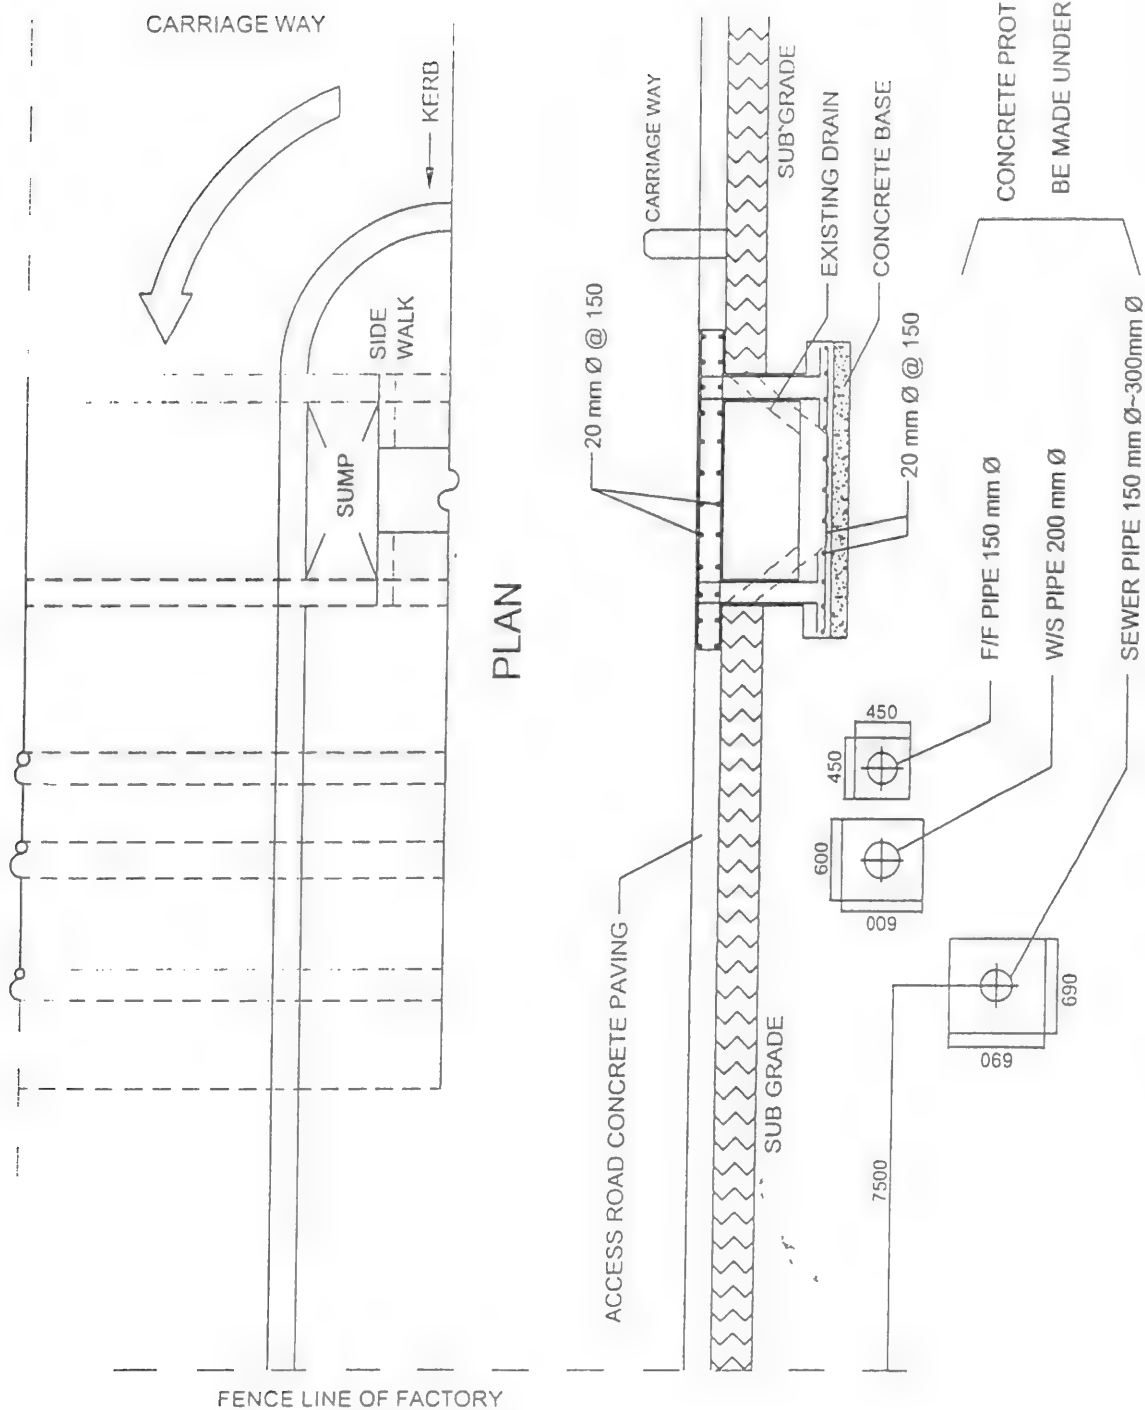 CARRIAGE WAY
KERB
SIDE
WALK
SUMP
PLAN
FENCE LINE OF FACTORY
CARRIAGE WAY
SUB GRADE
20 mm Ø @ 150
EXISTING DRAIN
CONCRETE BASE
20 mm Ø @ 150
ACCESS ROAD CONCRETE PAVING
SUB GRADE
450
450
600
600
690
690
7500
F/F PIPE 150 mm Ø
W/S PIPE 200 mm Ø
SEWER PIPE 150 mm Ø~300mm Ø
CONCRETE PROT
BE MADE UNDER